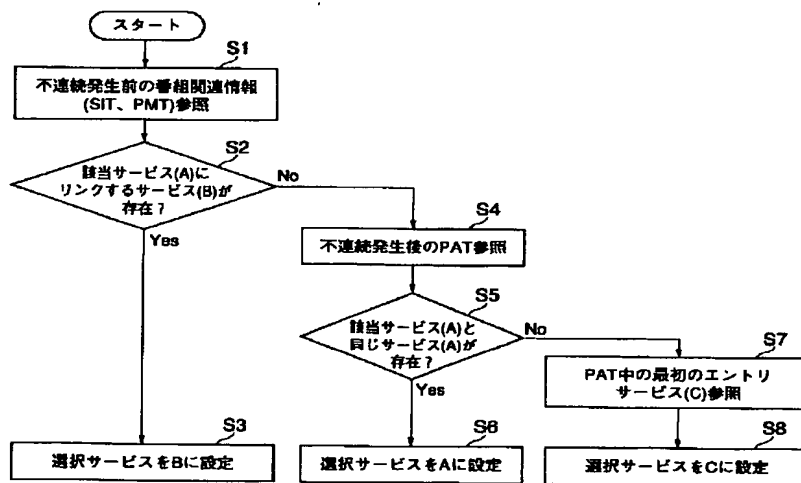 スタート
S1
不連続発生前の番組関連情報
(SIT、PMT)参照
S2
該当サービス(A)に
リンクするサービス(B)が
存在？
No
Yes
S4
不連続発生後のPAT参照
S5
該当サービス(A)と
同じサービス(A)が
存在？
No
Yes
S7
PAT中の最初のエントリ
サービス(C)参照
S3
選択サービスをBに設定
S6
選択サービスをAに設定
S8
選択サービスをCに設定